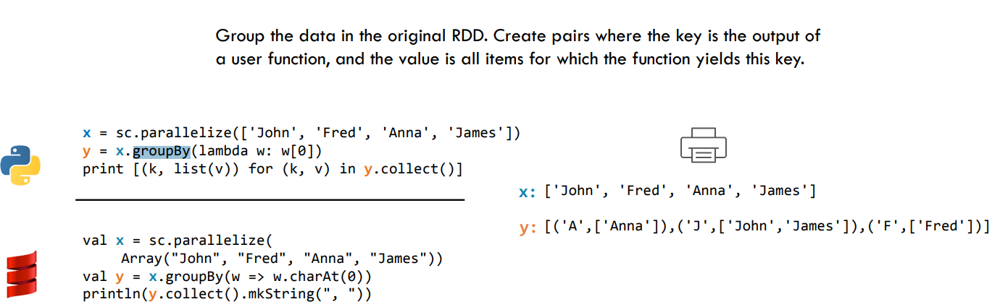 Group the data in the original RDD. Create pairs where the key is the output of
a user function, and the value is all items for which the function yields this key.
x = sc.parallelize(['John', 'Fred', 'Anna', 'James'])
y = x.groupBy(lambda w: w[0])
print [(k, list(v)) for (k, v) in y.collect()]
val x = sc.parallelize(
Array("John", "Fred", "Anna", "James"))
val y = x.groupBy(w => w.charAt(0))
println(y.collect().mkString(", "))
x: ['John', 'Fred', 'Anna', 'James']
y: [('A',['Anna']),('J',['John','James']),('F',['Fred'])]